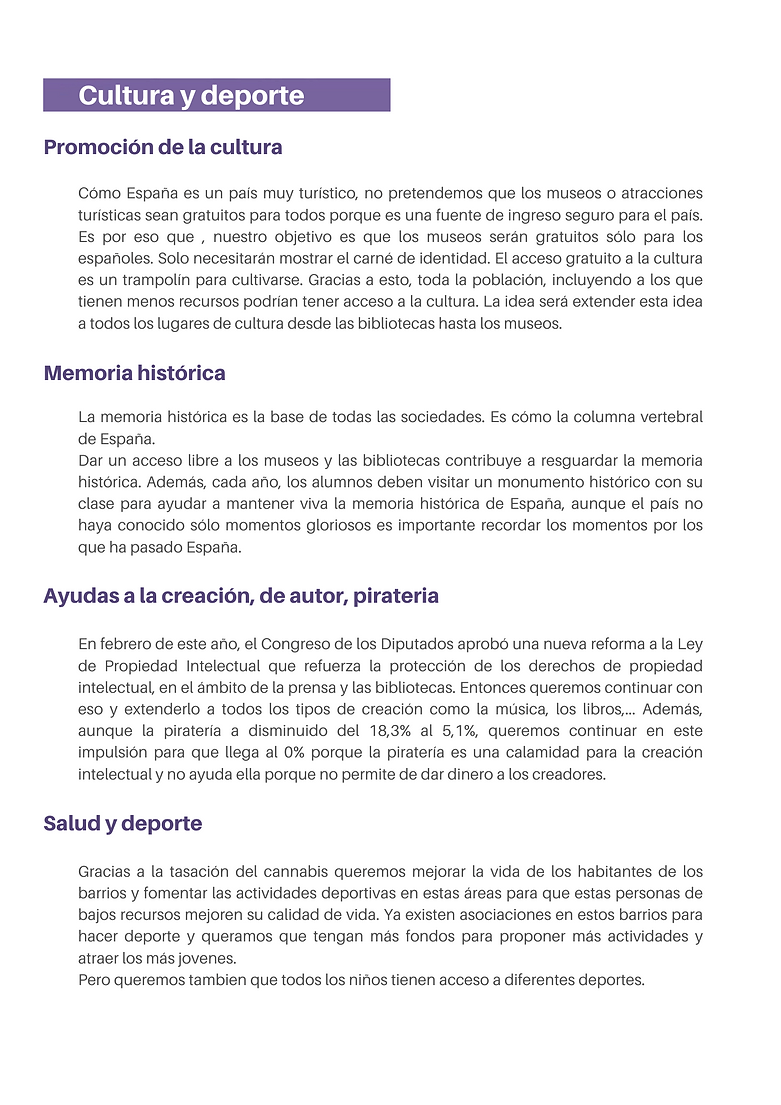 Cultura y deporte
Promoción de la cultura
Cómo España es un país muy turístico, no pretendemos que los museos o atracciones
turísticas sean gratuitos para todos porque es una fuente de ingreso seguro para el país.
Es por eso que , nuestro objetivo es que los museos serán gratuitos sólo para los
españoles. Solo necesitarán mostrar el carné de identidad. El acceso gratuito a la cultura
es un trampolín para cultivarse. Gracias a esto, toda la población, incluyendo a los que
tienen menos recursos podrían tener acceso a la cultura. La idea será extender esta idea
a todos los lugares de cultura desde las bibliotecas hasta los museos.
Memoria histórica
La memoria histórica es la base de todas las sociedades. Es cómo la columna vertebral
de España.
Dar un acceso libre a los museos y las bibliotecas contribuye a resguardar la memoria
histórica. Además, cada año, los alumnos deben visitar un monumento histórico con su
clase para ayudar a mantener viva la memoria histórica de España, aunque el país no
haya conocido sólo momentos gloriosos es importante recordar los momentos por los
que ha pasado España.
Ayudas a la creación, de autor, pirateria
En febrero de este año, el Congreso de los Diputados aprobó una nueva reforma a la Ley
de Propiedad Intelectual que refuerza la protección de los derechos de propiedad
intelectual, en el ámbito de la prensa y las bibliotecas. Entonces queremos continuar con
eso y extenderlo a todos los tipos de creación como la música, los libros,... Además,
aunque la piratería a disminuido del 18,3% al 5,1%, queremos continuar en este
impulsión para que llega al 0% porque la piratería es una calamidad para la creación
intelectual y no ayuda ella porque no permite de dar dinero a los creadores.
Salud y deporte
Gracias a la tasación del cannabis queremos mejorar la vida de los habitantes de los
barrios y fomentar las actividades deportivas en estas áreas para que estas personas de
bajos recursos mejoren su calidad de vida. Ya existen asociaciones en estos barrios para
hacer deporte y queramos que tengan más fondos para proponer más actividades y
atraer los más jovenes.
Pero queremos tambien que todos los niños tienen acceso a diferentes deportes.